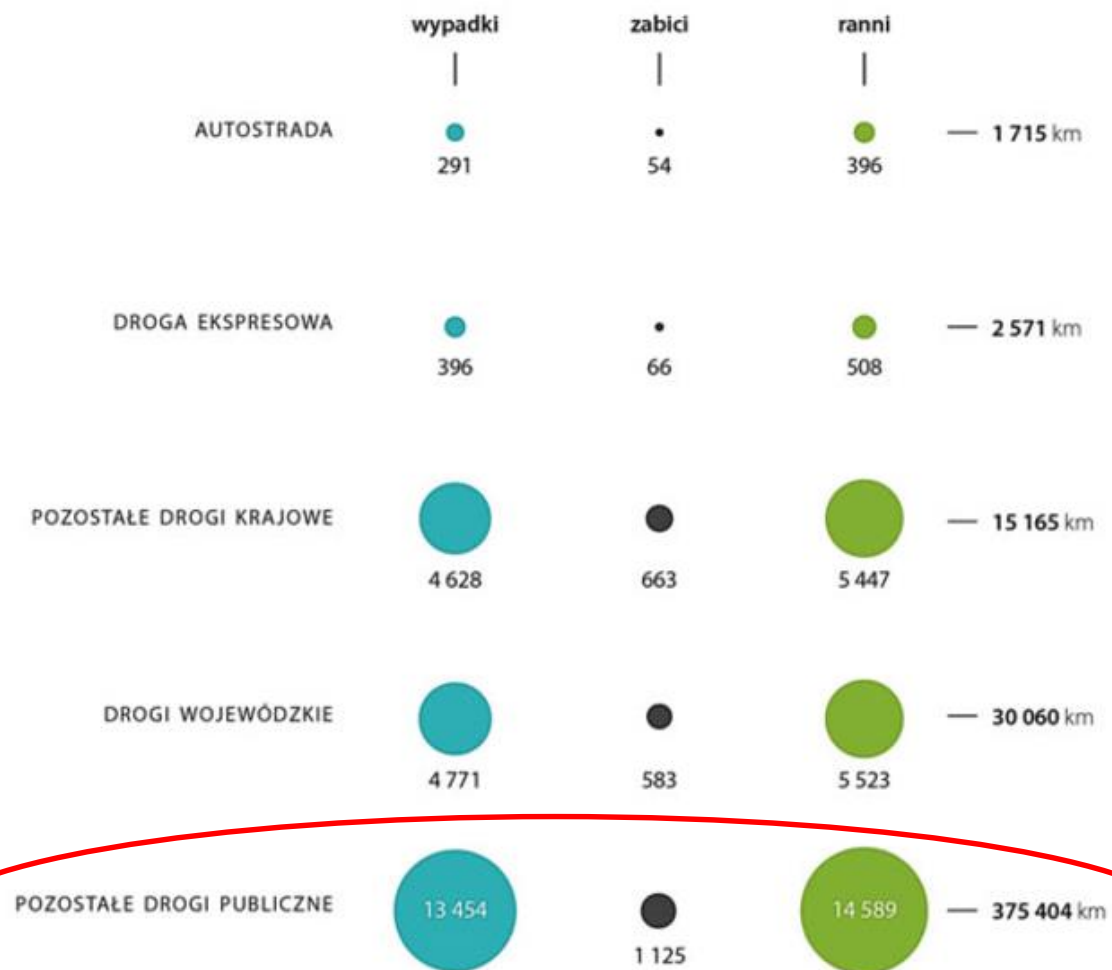 wypadki zabici ranni
AUTOSTRADA 1 715 km
291 54 396
DROGA EKSPRESOWA 2 571 km
396 66 508
POZOSTAŁE DROGI KRAJOWE 15 165 km
4 628 663 5 447
DROGI WOJEWÓDZKIE 30 060 km
4 771 583 5 523
POZOSTAŁE DROGI PUBLICZNE 13 454 14 589 375 404 km
1 125